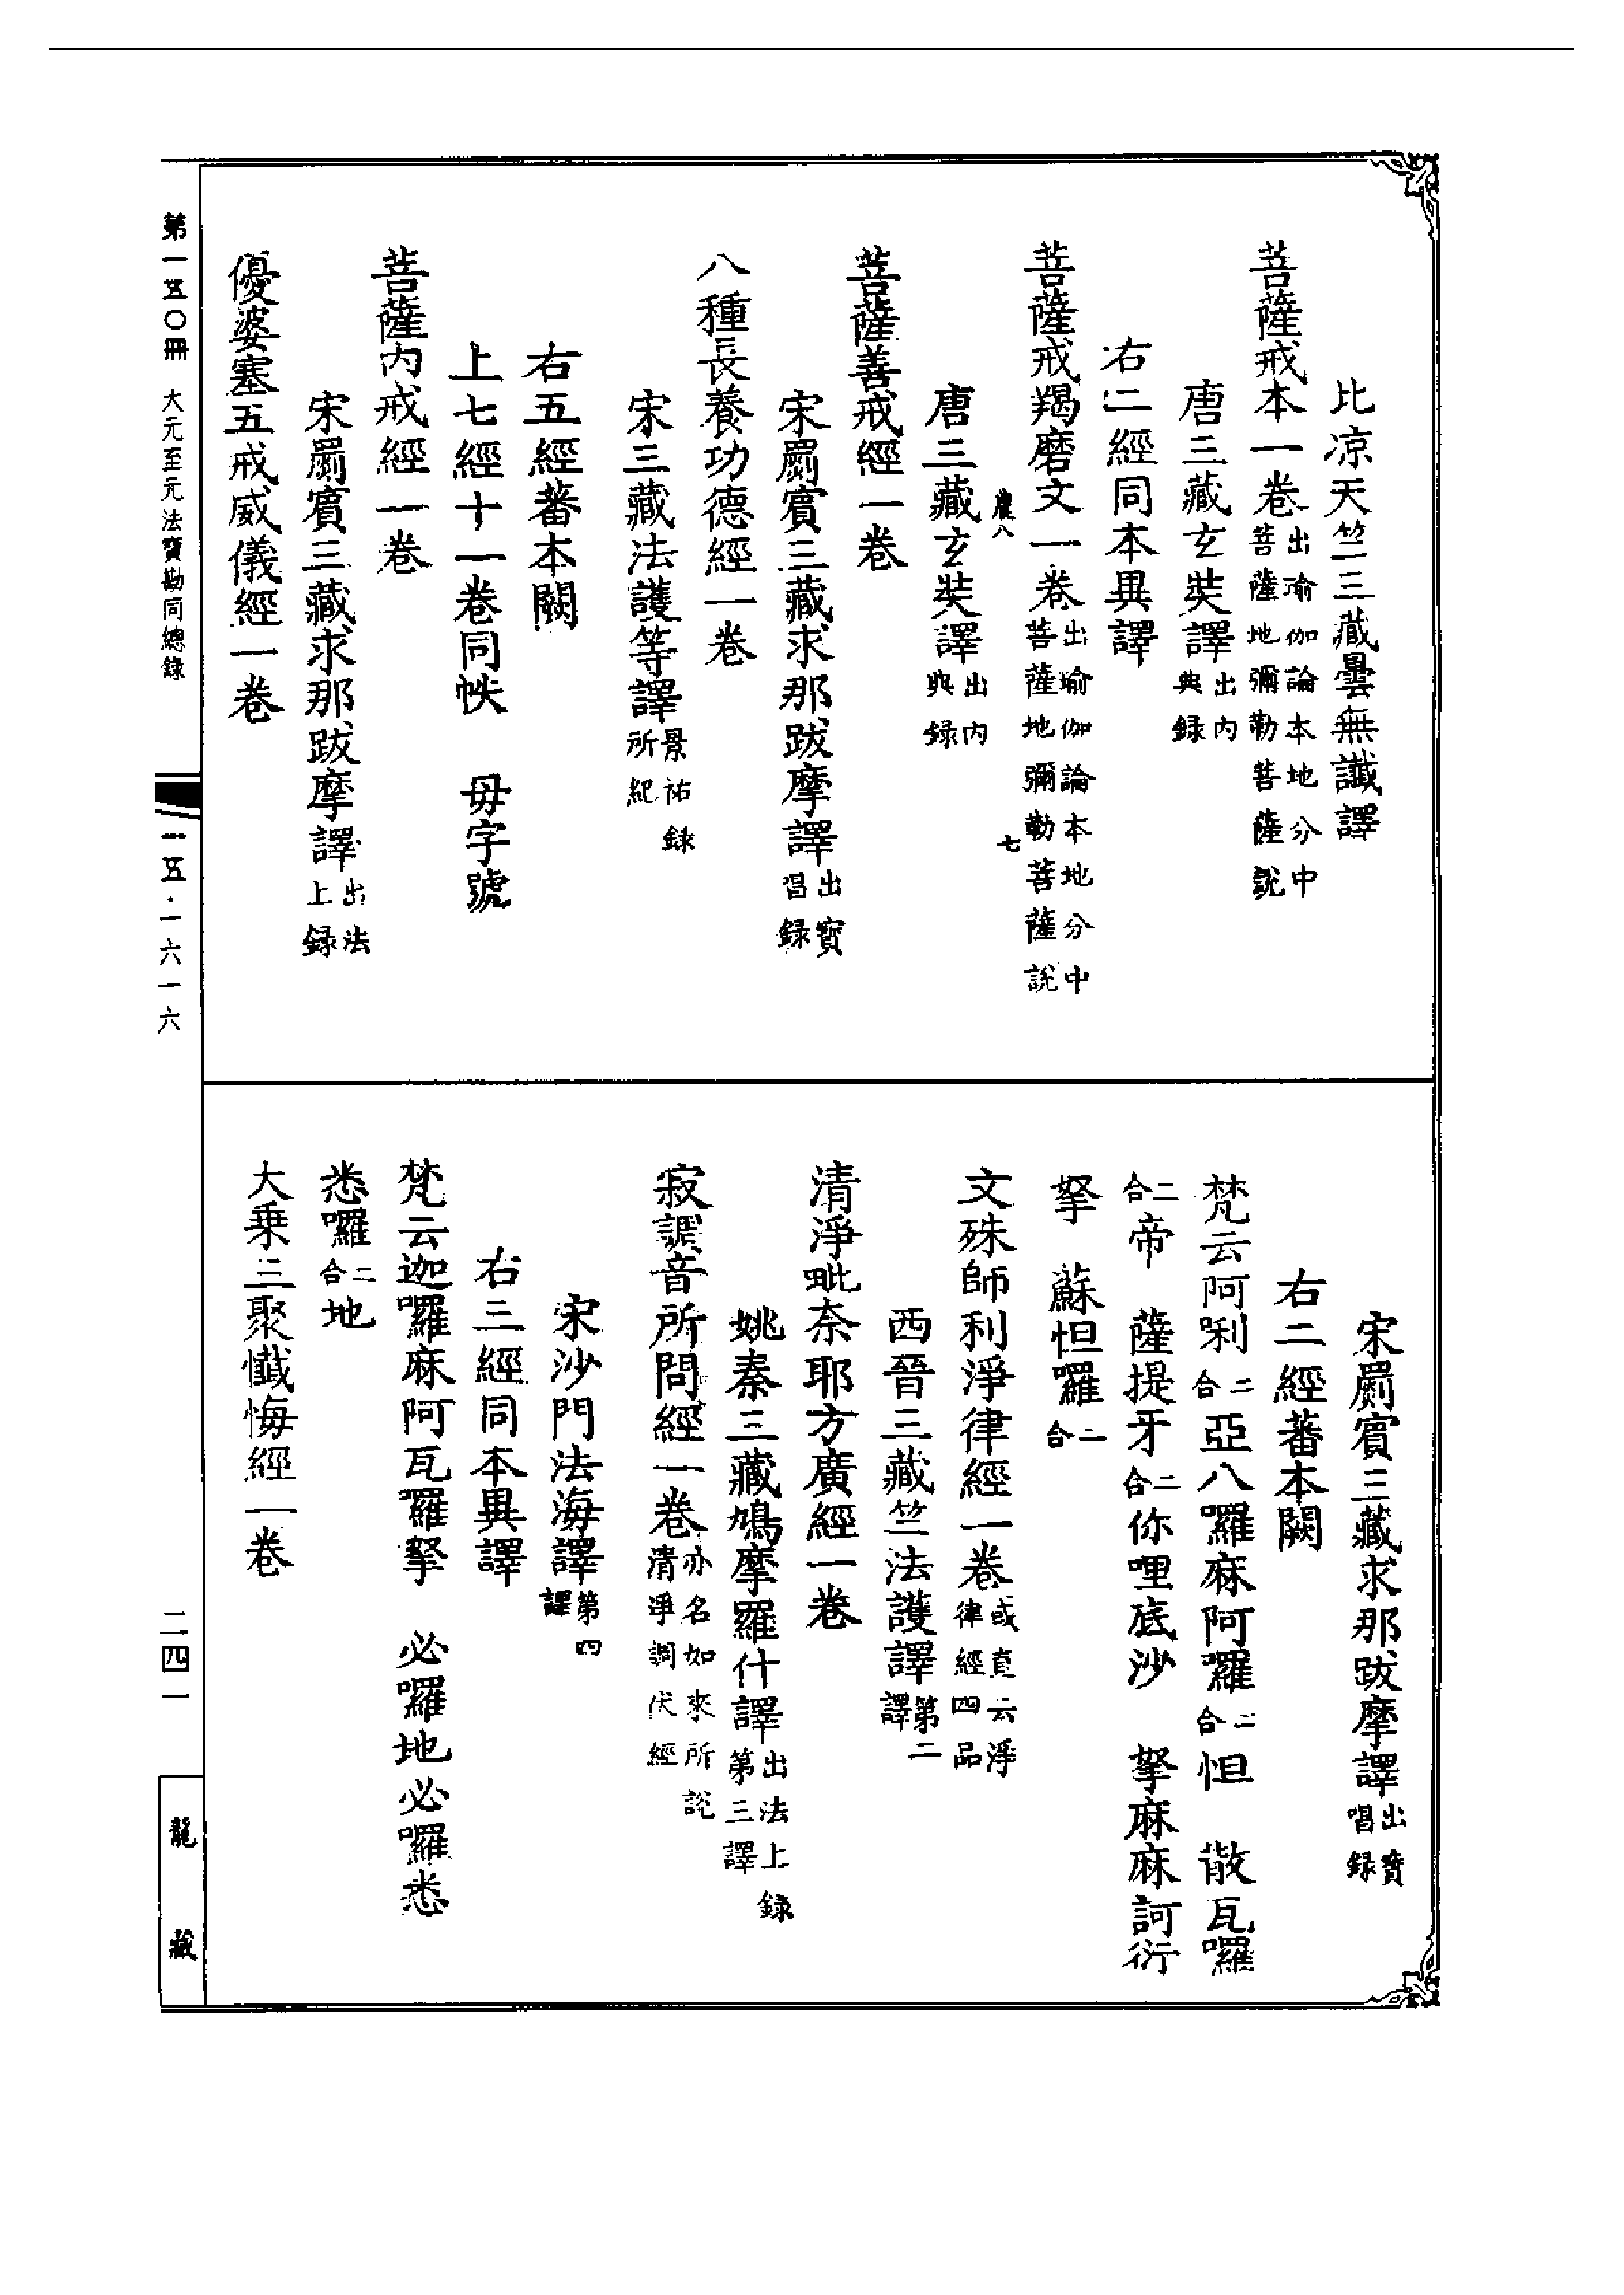 比涼天竺三藏曇無讖譯
菩薩戒本一卷出瑜伽論本地分中菩薩地彌勒菩薩說
唐三藏玄奘譯出内典録
右二經同本異譯
菩薩戒羯磨文一卷出瑜伽論本地分中菩薩地彌勒菩薩說
八 七
唐三藏玄奘譯出内典録
菩薩善戒經一卷
宋罽賓三藏求那跋摩譯出寶唱録
八種長養功德經一卷
宋三藏法護等譯景祐録所紀
右五經蕃本闕
上七經十一卷同帙 毋字號
菩薩内戒經一卷
宋罽賓三藏求那跋摩譯出法上録
優婆塞五戒威儀經一卷
宋罽賓三藏求那跋摩譯出寶唱録
右二經蕃本闕
梵云阿唎二合亞八囉麻阿囉二合怛 散瓦囉
二合帝 薩提牙二合你哩底沙 拏麻麻訶衍
拏 蘇怛囉二合
文殊師利淨律經一卷或直云淨律經四品
西晉三藏竺法護譯第二譯
清淨毗奈耶方廣經一卷
姚秦三藏鳩摩羅什譯出法上録第三譯
寂調音所問經一卷亦名如來所說清淨調伏經
宋沙門法海譯第四譯
右三經同本異譯
梵云迦囉麻阿瓦囉拏 必囉地必囉悉
悉囉二合地
大乘三聚懺悔經一卷
第一五〇冊 大元至元法寶勘同總錄
一五·一六一六
二四一
龍藏